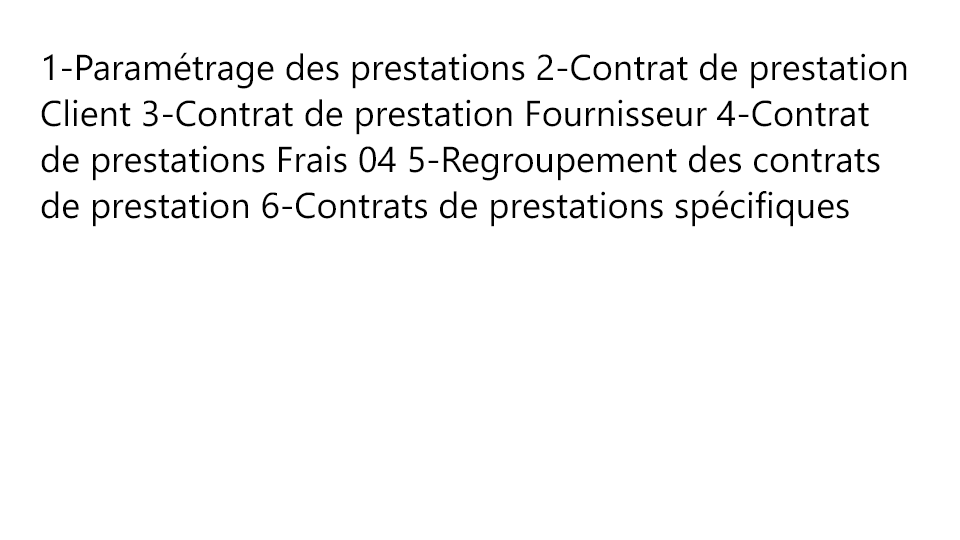 1-Paramétrage des prestations 2-Contrat de prestation
Client 3-Contrat de prestation Fournisseur 4-Contrat
de prestations Frais 04 5-Regroupement des contrats
de prestation 6-Contrats de prestations spécifiques